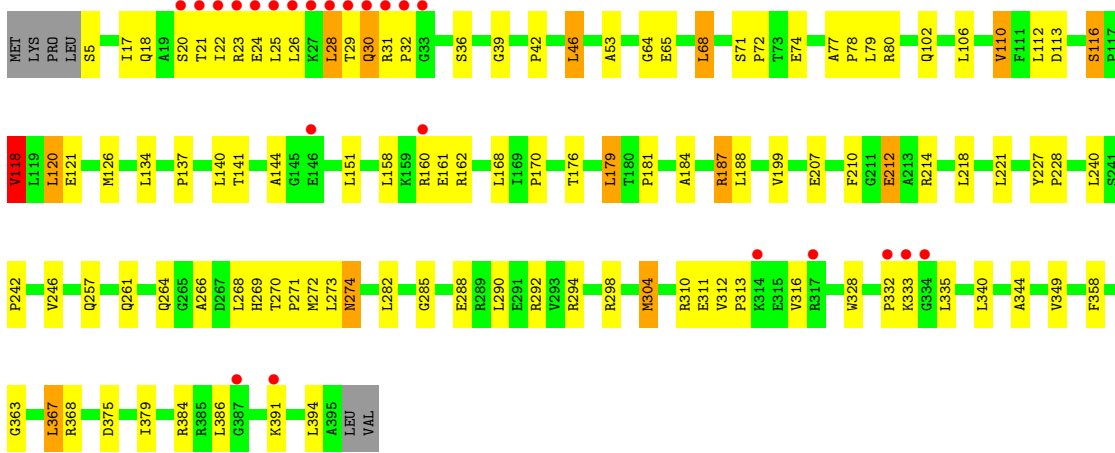 MET LYS PRO LEU S5 I17 Q18 A19 S20 T21 I22 R23 E24 L25 L26 K27 L28 T29 Q30 R31 P32 G33 S36 G39 P42 L46 A53 G64 E65 L68 S71 P72 T73 E74 A77 P78 L79 R80 Q102 L106 V110 F111 L112 D113 S116 P117
V118 L119 L120 E121 M126 L134 P137 L140 T141 A144 G145 E146 L151 L158 K159 R160 E161 R162 L168 I169 P170 T176 L179 T180 P181 A184 R187 L188 V199 E207 F210 G211 E212 A213 R214 L218 L221 Y227 P228 L240 S241
P242 V246 Q257 Q261 Q264 G265 A266 D267 L268 H269 T270 P271 M272 L273 N274 L282 G285 E288 R289 L290 E291 R292 V293 R294 R298 M304 R310 E311 V312 P313 K314 E315 V316 R317 W328 P332 K333 G334 L335 L340 A344 V349 F358
G363 L367 R368 D375 I379 R384 R385 L386 G387 K391 L394 A395 LEU VAL